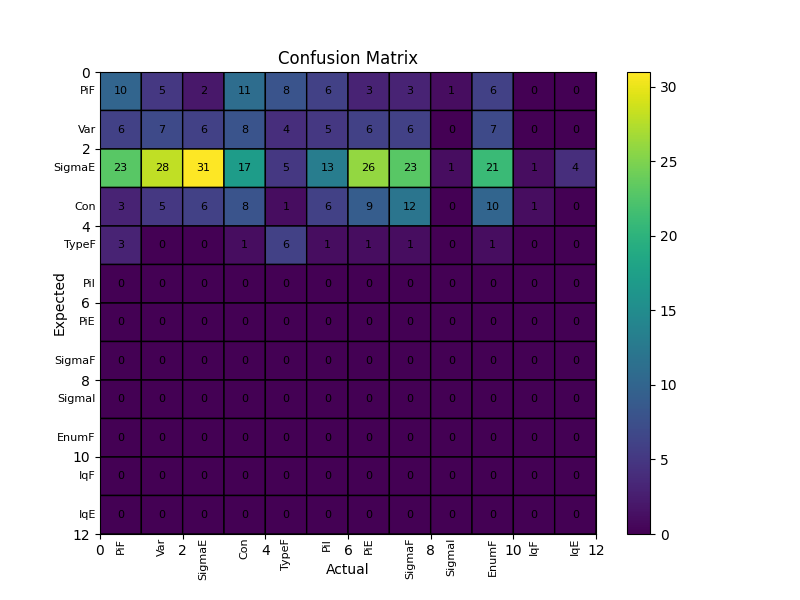 Confusion Matrix
0
PiF 10 5 2 11 8 6 3 3 1 6 0 0
Var 6 7 6 8 4 5 6 6 0 7 0 0
2
SigmaE 23 28 31 17 5 13 26 23 1 21 1 4
Con 3 5 6 8 1 6 9 12 0 10 1 0
4
TypeF 3 0 0 1 6 1 1 1 0 1 0 0
PiI 0 0 0 0 0 0 0 0 0 0 0 0
6
PiE 0 0 0 0 0 0 0 0 0 0 0 0
SigmaF 0 0 0 0 0 0 0 0 0 0 0 0
8
SigmaI 0 0 0 0 0 0 0 0 0 0 0 0
EnumF 0 0 0 0 0 0 0 0 0 0 0 0
10
IqF 0 0 0 0 0 0 0 0 0 0 0 0
IqE 0 0 0 0 0 0 0 0 0 0 0 0
12
Expected
0 2 4 6 8 10 12
PiF Var SigmaE Con TypeF PiI PiE SigmaF SigmaI EnumF IqF IqE
Actual
30
25
20
15
10
5
0